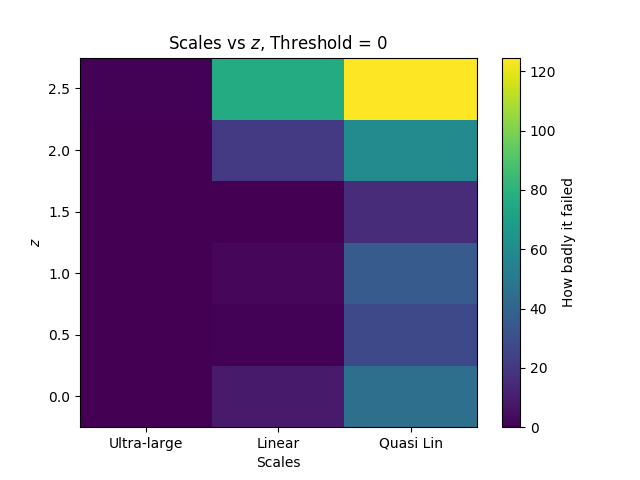 Scales vs z, Threshold = 0
2.5
2.0
1.5
1.0
0.5
0.0
z
Ultra-large
Linear
Quasi Lin
Scales
120
100
80
60
40
20
0
How badly it failed